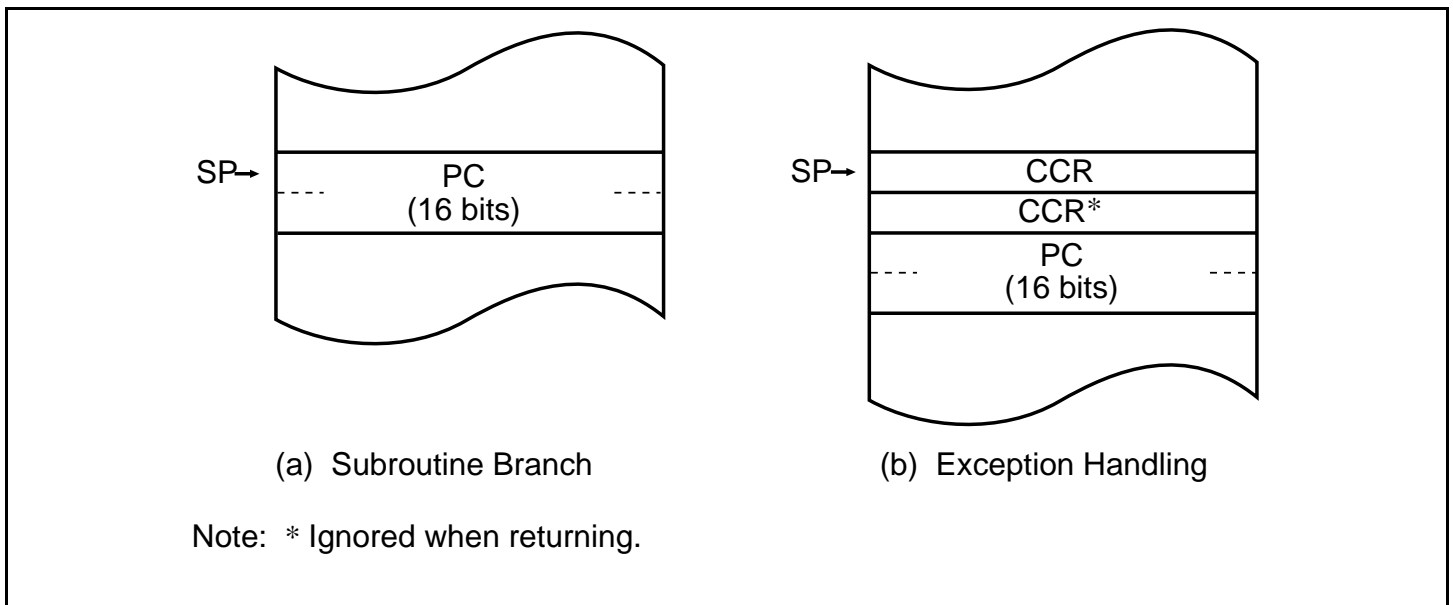 SP→ PC
(16 bits)
(a) Subroutine Branch
SP→ CCR
CCR*
PC
(16 bits)
(b) Exception Handling
Note: * Ignored when returning.